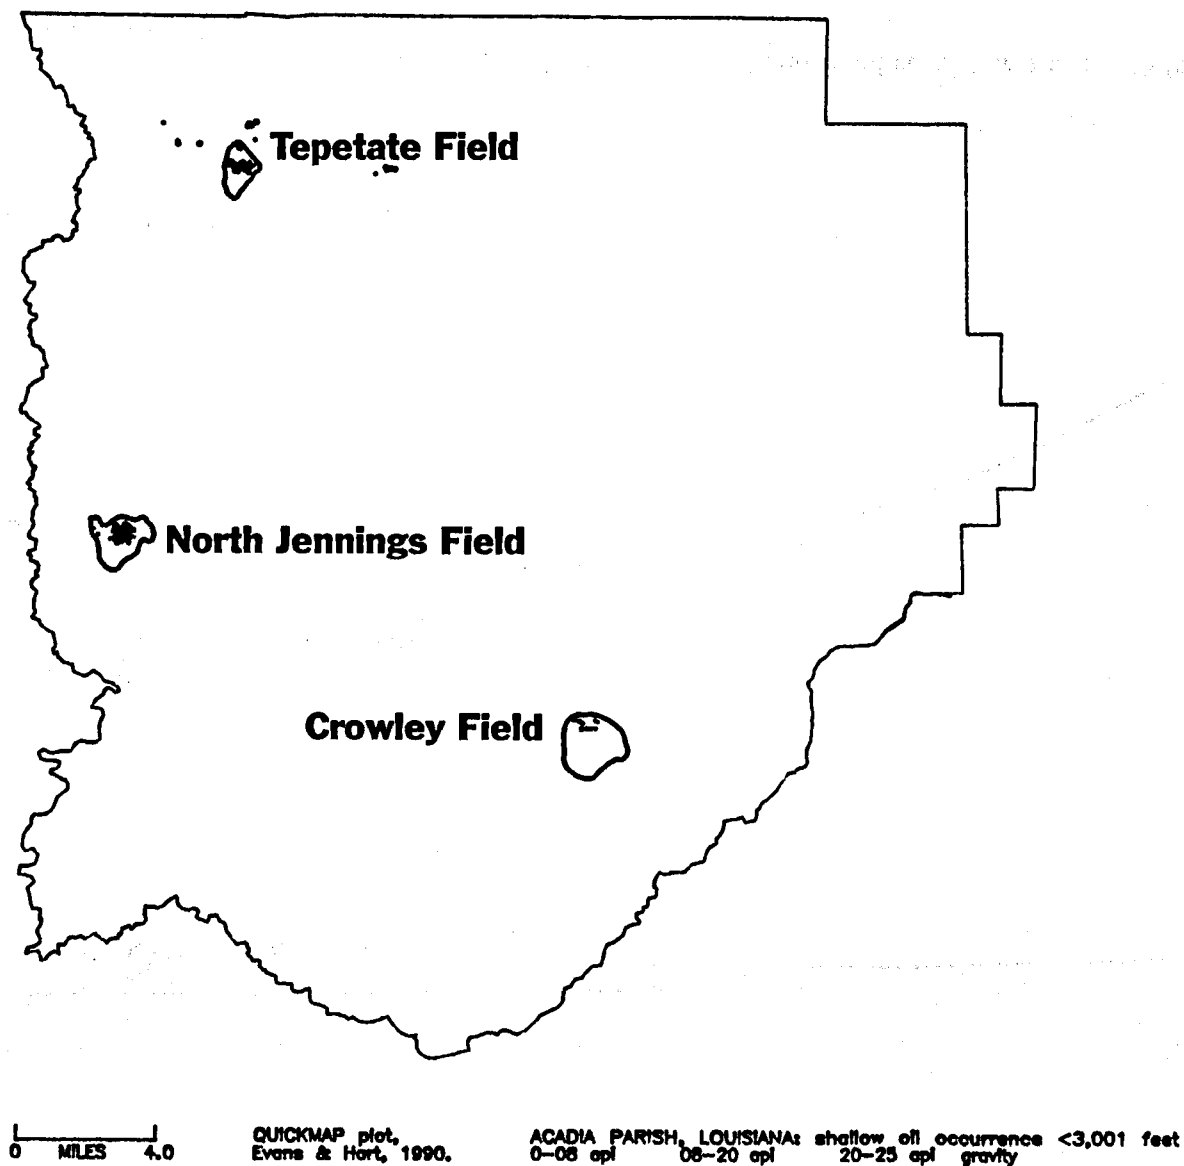 Tepetate Field
North Jennings Field
Crowley Field
0 MILES 4.0
QUICKMAP plot,
Evans & Hart, 1990.
ACADIA PARISH, LOUISIANA: shallow oil occurrence <3,001 feet
0-08 api 08-20 api 20-25 api gravity